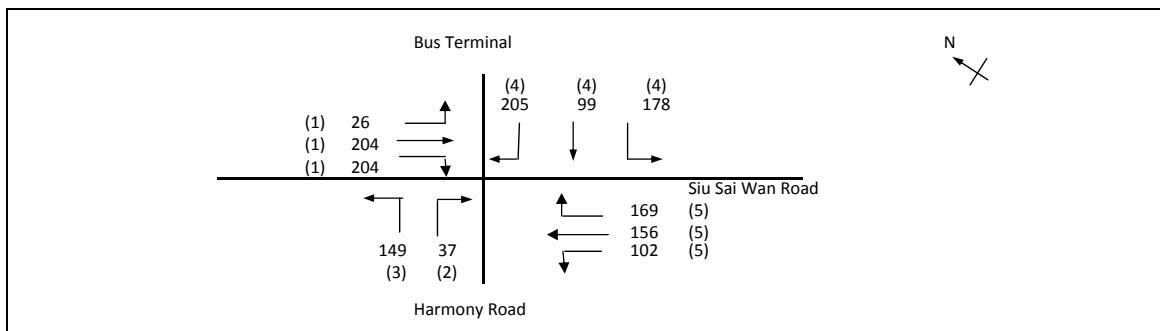 Bus Terminal
N
(4) (4) (4)
205 99 178
(1) 26
(1) 204
(1) 204
Siu Sai Wan Road
169 (5)
156 (5)
102 (5)
149 37
(3) (2)
Harmony Road